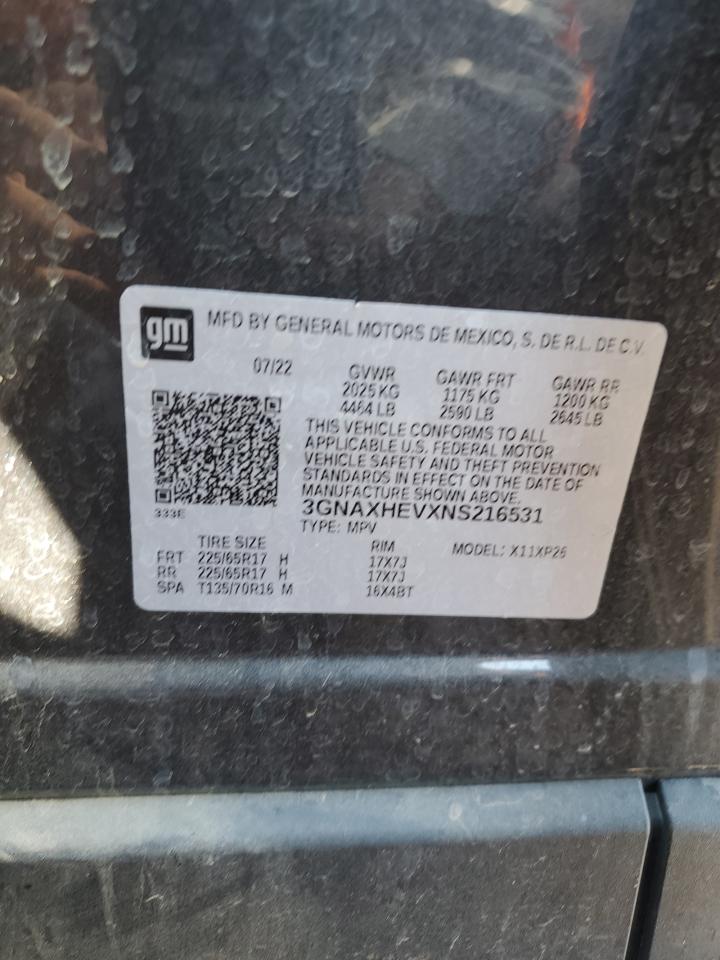 gm
MFD BY GENERAL MOTORS DE MEXICO, S. DE R.L. DE C.V.
07/22 GVWR GAWR FRT GAWR RR
2025 KG 1175 KG 1200 KG
4464 LB 2590 LB 2645 LB
THIS VEHICLE CONFORMS TO ALL
APPLICABLE U.S. FEDERAL MOTOR
VEHICLE SAFETY AND THEFT PREVENTION
STANDARDS IN EFFECT ON THE DATE OF
MANUFACTURE SHOWN ABOVE.
333E
3GNAXHEVXNS216531
TYPE: MPV
TIRE SIZE RIM MODEL: X11XP26
FRT 225/65R17 H 17X7J
RR 225/65R17 H 17X7J
SPA T135/70R16 M 16X4BT